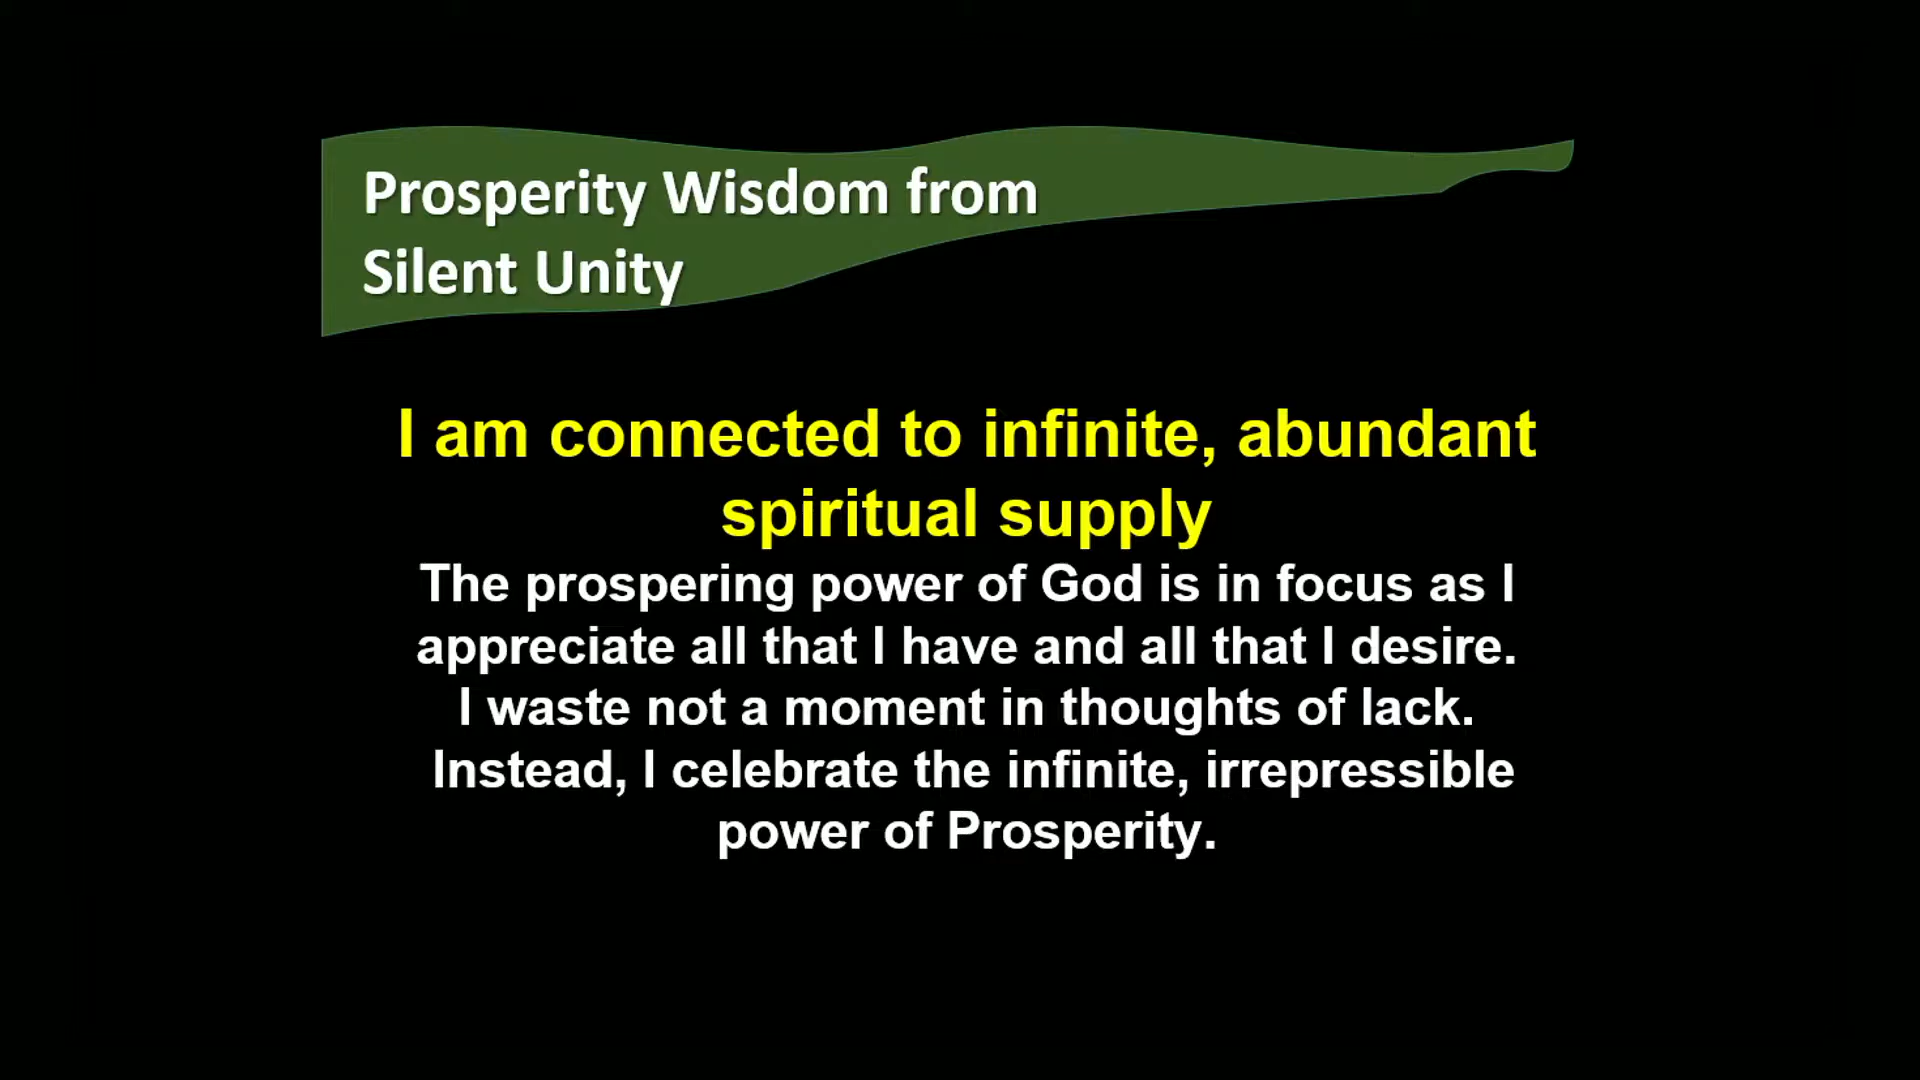 Prosperity Wisdom from
Silent Unity
I am connected to infinite, abundant
spiritual supply
The prospering power of God is in focus as I
appreciate all that I have and all that I desire.
I waste not a moment in thoughts of lack.
Instead, I celebrate the infinite, irrepressible
power of Prosperity.